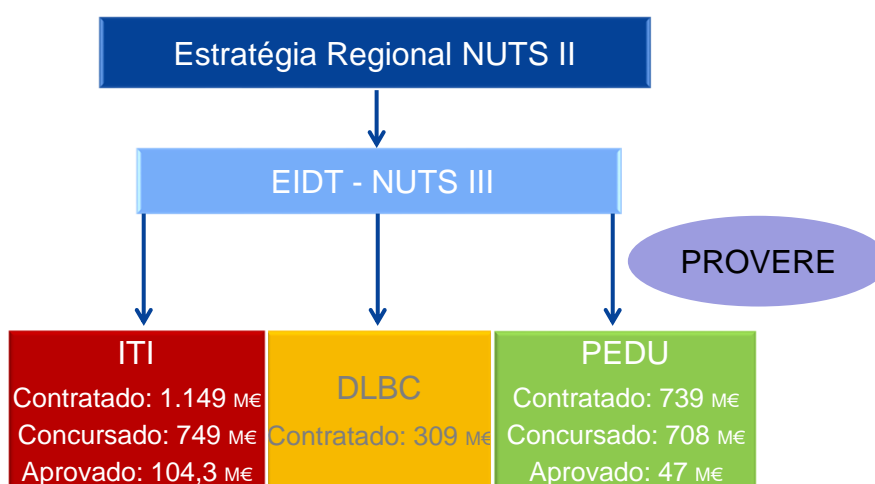 Estratégia Regional NUTS II
EIDT - NUTS III
PROVERE
ITI
Contratado: 1.149 M€
Concursado: 749 M€
Aprovado: 104,3 M€
DLBC
Contratado: 309 M€
PEDU
Contratado: 739 M€
Concursado: 708 M€
Aprovado: 47 M€